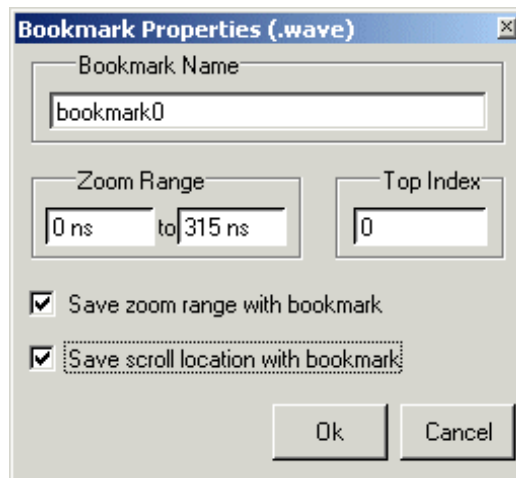 Bookmark Properties (.wave)
Bookmark Name
bookmark0
Zoom Range
0 ns to 315 ns
Top Index
0
Save zoom range with bookmark
Save scroll location with bookmark
Ok Cancel